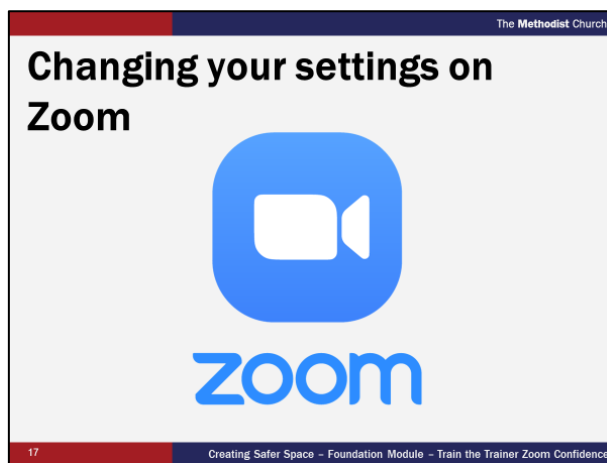 The Methodist Church
Changing your settings on
Zoom
zoom
17
Creating Safer Space – Foundation Module – Train the Trainer Zoom Confidence